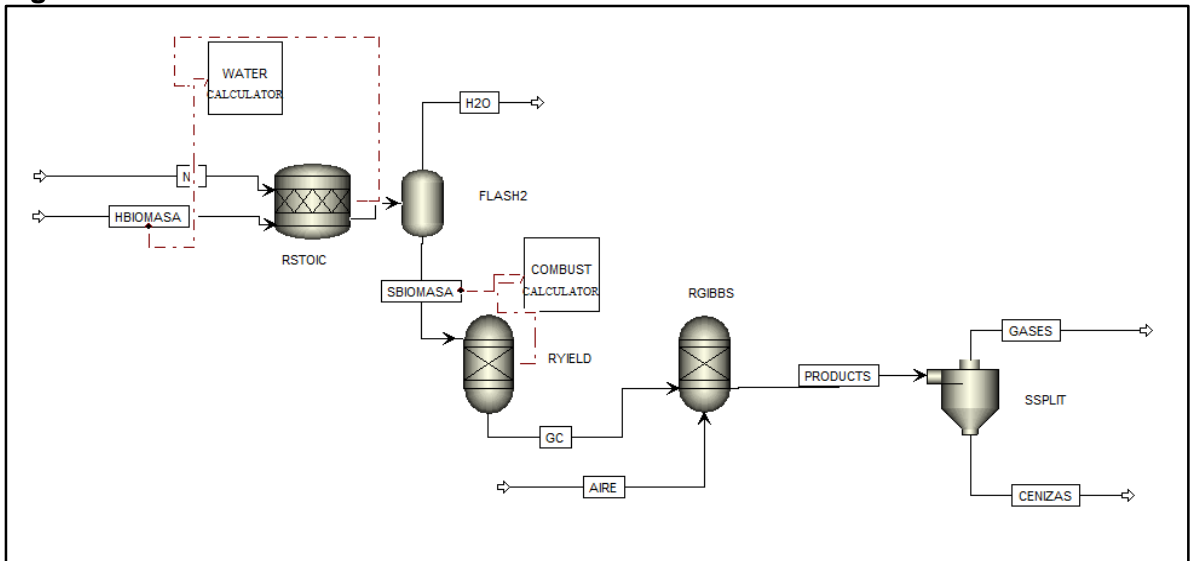 WATER
CALCULATOR
H2O
N
FLASH2
HBIOMASA
RSTOIC
COMBUST
CALCULATOR
SBIOMASA
RGIBBS
GASES
RYIELD
PRODUCTS
SSPLIT
GC
AIRE
CENIZAS